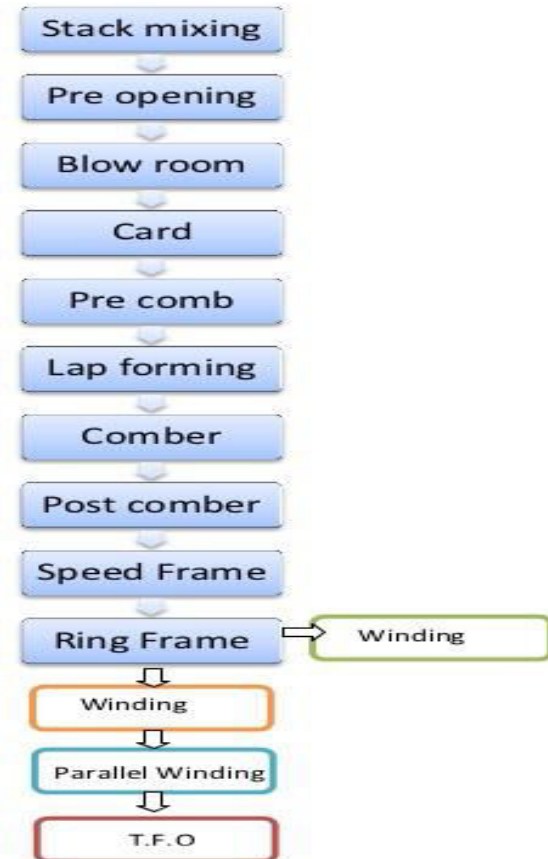 Stack mixing
Pre opening
Blow room
Card
Pre comb
Lap forming
Comber
Post comber
Speed Frame
Ring Frame
Winding
Winding
Parallel Winding
T.F.O